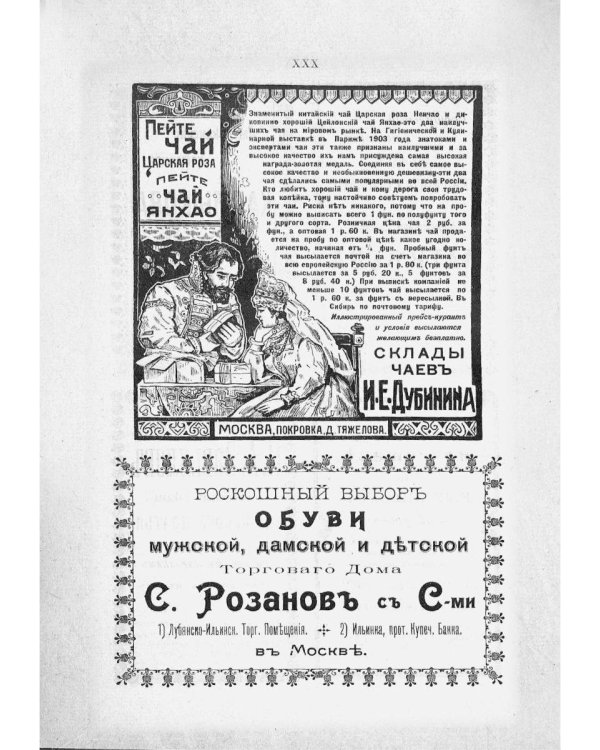 XXX
ПЕЙТЕ
ЧАЙ
ЦАРСКАЯ РОЗА
ПЕЙТЕ
ЧАЙ
ЯНХАО
Знаменитый китайскій чай Царская роза Ненчао и ди-
ковинно хорошій Цейлонскій чай Янхао-это два наилуч-
шихъ чая на міровомъ рынкѣ. На Гигіенической и Кули-
нарной выставкѣ въ Парижѣ 1903 года знатоками и
экспертами чаи эти также признаны наилучшими и за
высокое качество ихъ намъ присуждена самая высокая
награда-золотая медаль. Соединяя въ себѣ самое вы-
сокое качество и необыкновенную дешевизну-эти два
чая сдѣлались самыми популярными во всей Россіи.
Кто любитъ хорошій чай и кому дорога своя трудо-
вая копѣйка, тому настойчиво совѣтуемъ попробовать
эти чаи. Риска нѣтъ никакого, потому что на про-
бу можно выписать всего 1 фун. по полуфунту того
и другого сорта. Розничная цѣна чая 2 руб. за
фун., а оптовая 1 р. 60 к. Въ магазинѣ чай прода-
ется на пробу по оптовой цѣнѣ какое угодно ко-
личество, начиная отъ ¼ фун. Пробный фунтъ
чая высылается почтой на счетъ магазина во
всю европейскую Россію за 1 р. 80 к. (три фунта
высылается за 5 руб. 20 к., 5 фунтовъ за
8 руб. 40 к.) При выпискѣ компаніей не
меньше 10 фунтовъ чай высылается по
1 р. 60 к. за фунтъ съ пересылкой. Въ
Сибирь по почтовому тарифу.
Иллюстрированный прейсъ-курантъ
и условія высылаются
желающимъ безплатно.
СКЛАДЫ
ЧАЕВЪ
И.Е.ДУБИНИНА
МОСКВА, ПОКРОВКА, Д. ТЯЖЕЛОВА.
РОСКОШНЫЙ ВЫБОРЪ
ОБУВИ
МУЖСКОЙ, ДАМСКОЙ И ДѢТСКОЙ
Торговаго Дома
С. РОЗАНОВЪ СЪ С-МИ
1) Лубянско-Ильинск. Торг. Помѣщенія. 2) Ильинка, прот. Купеч. Банка.
ВЪ МОСКВѢ.